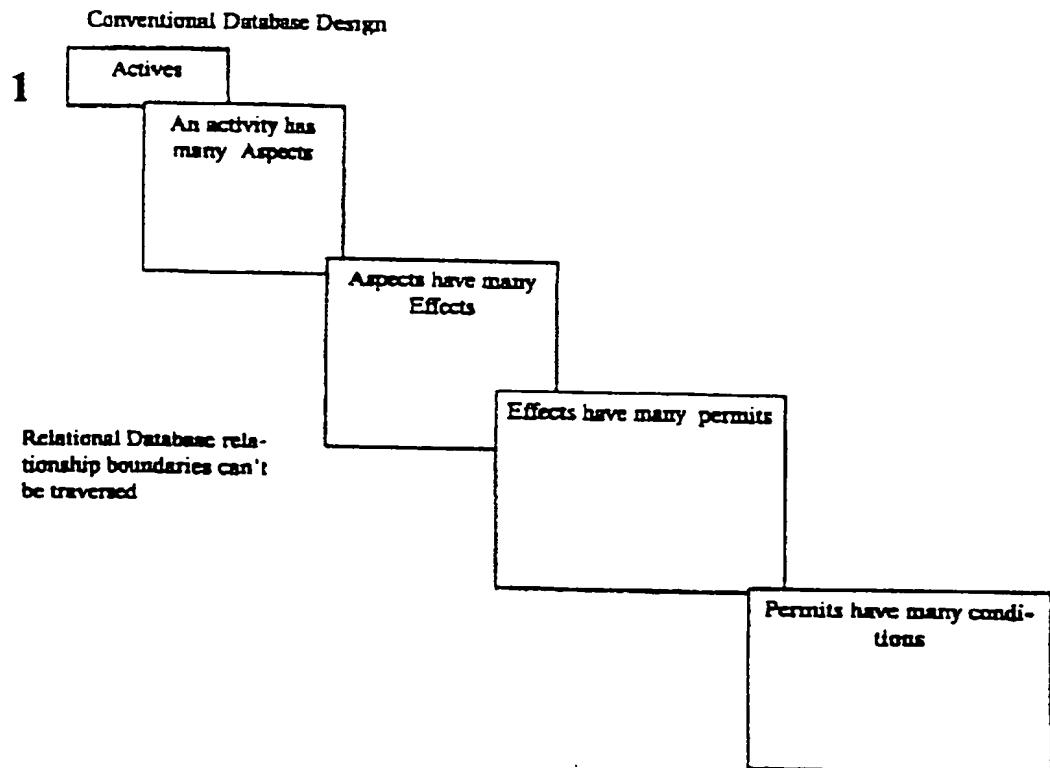 Conventional Database Design
1
Actives
An activity has
many Aspects
Aspects have many
Effects
Effects have many permits
Relational Database rela-
tionship boundaries can't
be traversed
Permits have many condi-
tions